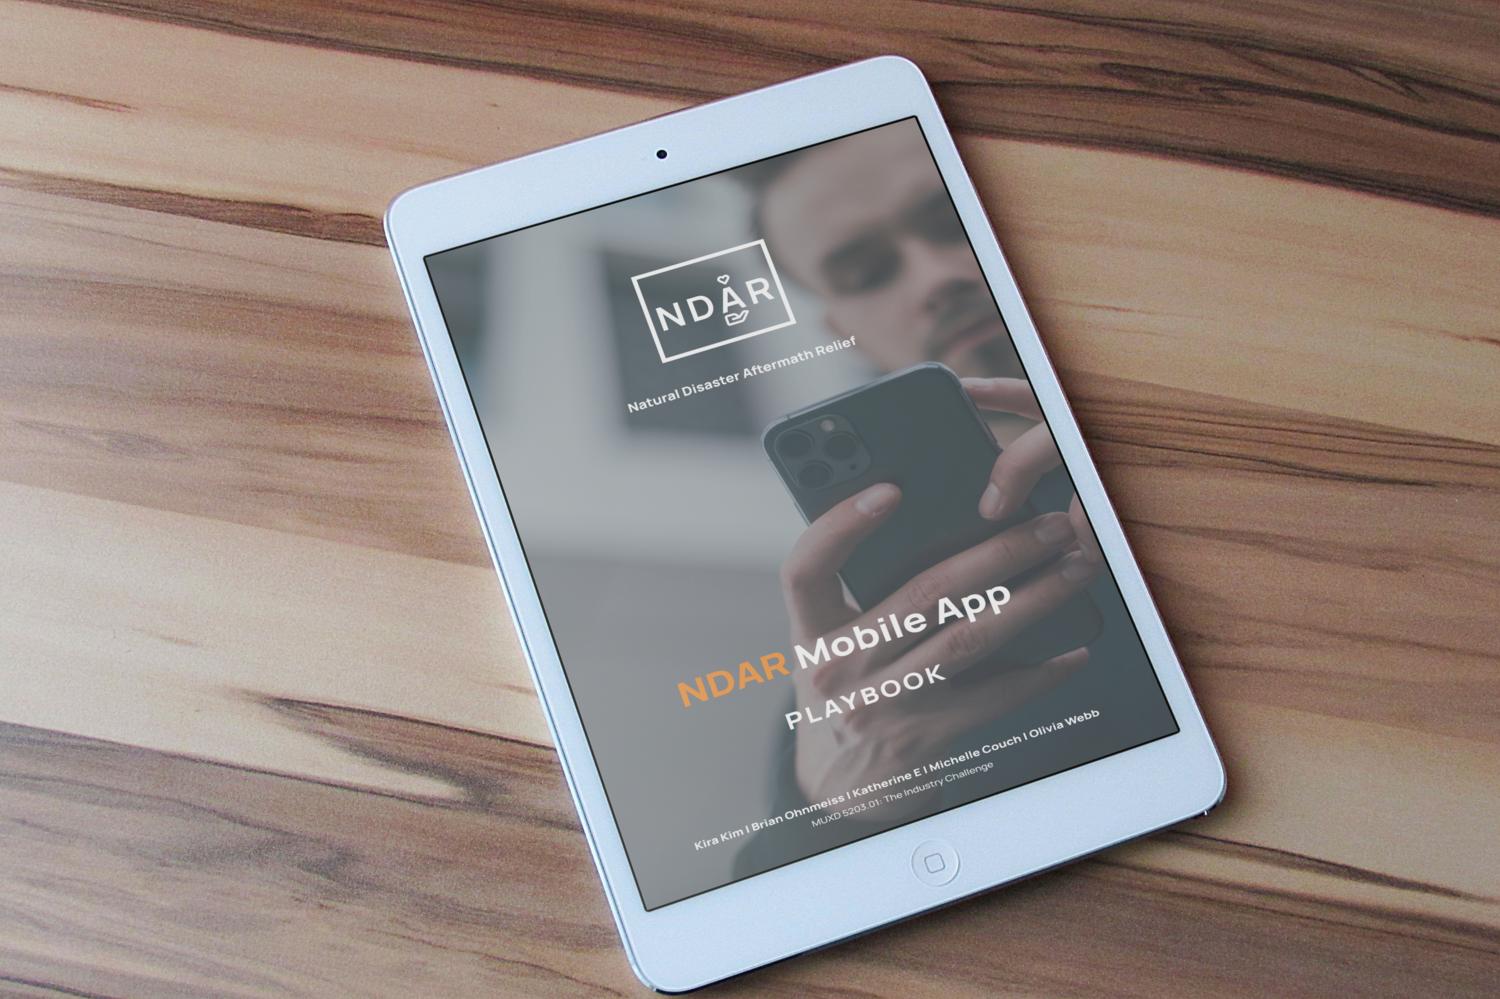 NDAR
Natural Disaster Aftermath Relief
NDAR Mobile App
PLAYBOOK
Kira Kim I Brian Ohnmeiss I Katherine E I Michelle Couch I Olivia Webb
MUXD 5203.01: The Industry Challenge